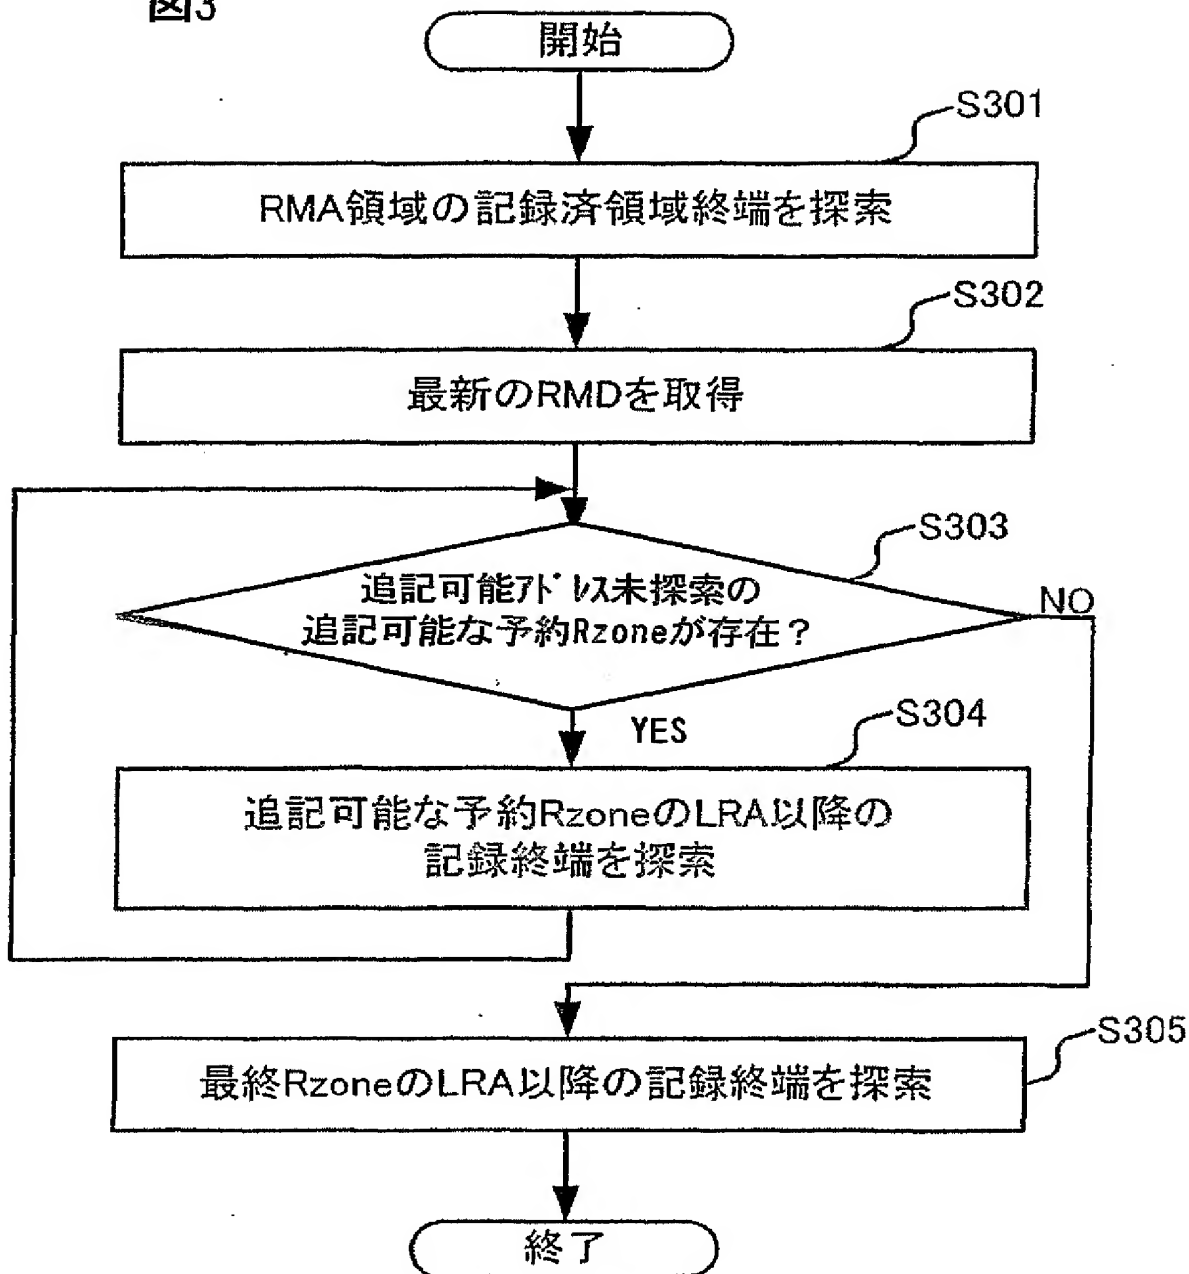 図3
開始
S301
RMA領域の記録済領域終端を探索
S302
最新のRMDを取得
S303
追記可能アドレス未探索の
追記可能な予約Rzoneが存在?
NO
YES
S304
追記可能な予約RzoneのLRA以降の
記録終端を探索
S305
最終RzoneのLRA以降の記録終端を探索
終了